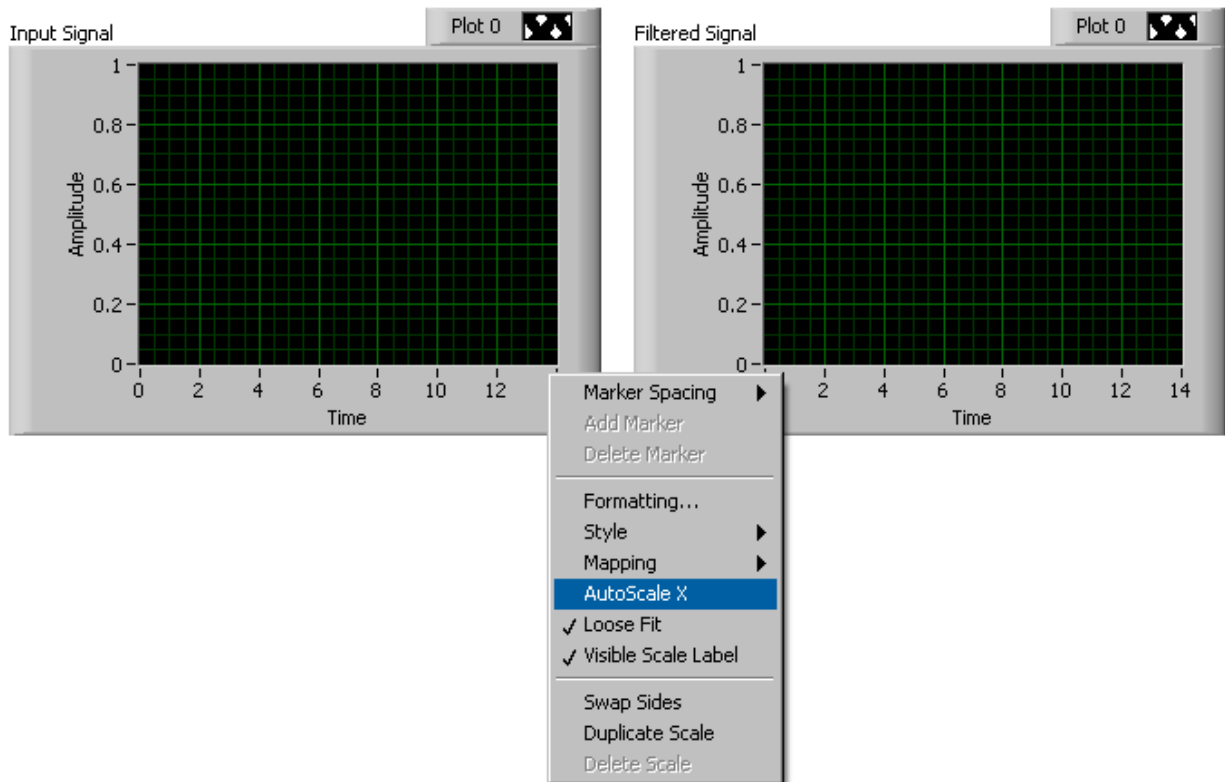 Input Signal
Plot 0
1
0.8
0.6
0.4
0.2
0
Amplitude
0 2 4 6 8 10 12
Time
Filtered Signal
Plot 0
1
0.8
0.6
0.4
0.2
0
Amplitude
2 4 6 8 10 12 14
Time
Marker Spacing
Add Marker
Delete Marker
Formatting...
Style
Mapping
AutoScale X
Loose Fit
Visible Scale Label
Swap Sides
Duplicate Scale
Delete Scale